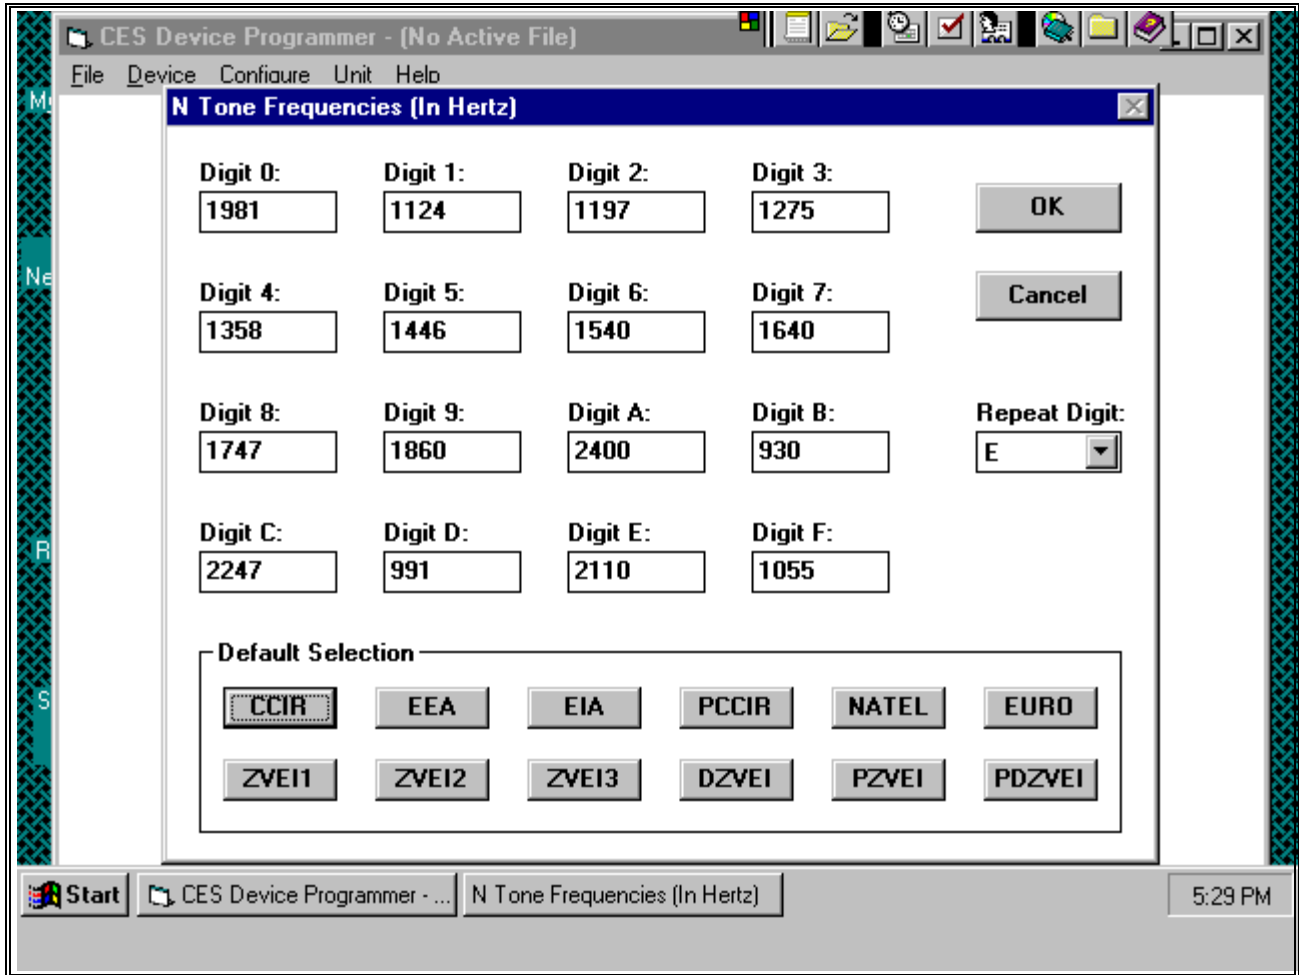 CES Device Programmer - (No Active File)
File Device Configure Unit Help
N Tone Frequencies (In Hertz)
Digit 0: Digit 1: Digit 2: Digit 3:
1981 1124 1197 1275
OK
Digit 4: Digit 5: Digit 6: Digit 7:
1358 1446 1540 1640
Cancel
Digit 8: Digit 9: Digit A: Digit B: Repeat Digit:
1747 1860 2400 930 E
Digit C: Digit D: Digit E: Digit F:
2247 991 2110 1055
Default Selection
CCIR EEA EIA PCCIR NATEL EURO
ZVEI1 ZVEI2 ZVEI3 DZVEI PZVEI PDZVEI
My
Ne
R
S
Start CES Device Programmer - ... N Tone Frequencies (In Hertz) 5:29 PM